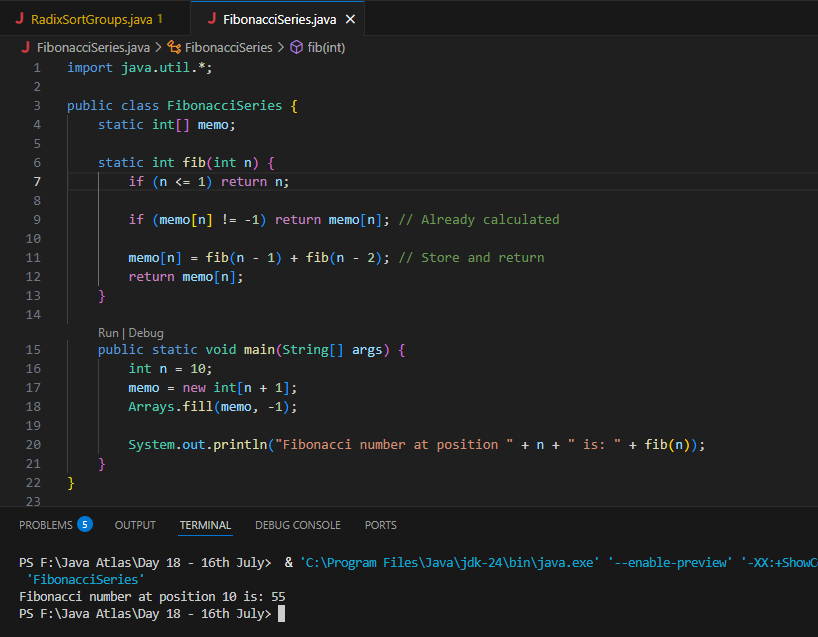 RadixSortGroups.java 1 FibonacciSeries.java
FibonacciSeries.java > FibonacciSeries > fib(int)
1 import java.util.*;
2
3 public class FibonacciSeries {
4 static int[] memo;
5
6 static int fib(int n) {
7 if (n <= 1) return n;
8
9 if (memo[n] != -1) return memo[n]; // Already calculated
10
11 memo[n] = fib(n - 1) + fib(n - 2); // Store and return
12 return memo[n];
13 }
14
Run | Debug
15 public static void main(String[] args) {
16 int n = 10;
17 memo = new int[n + 1];
18 Arrays.fill(memo, -1);
19
20 System.out.println("Fibonacci number at position " + n + " is: " + fib(n));
21 }
22 }
23
PROBLEMS 5 OUTPUT TERMINAL DEBUG CONSOLE PORTS
PS F:\Java Atlas\Day 18 - 16th July> & 'C:\Program Files\Java\jdk-24\bin\java.exe' '--enable-preview' '-XX:+ShowC
'FibonacciSeries'
Fibonacci number at position 10 is: 55
PS F:\Java Atlas\Day 18 - 16th July>